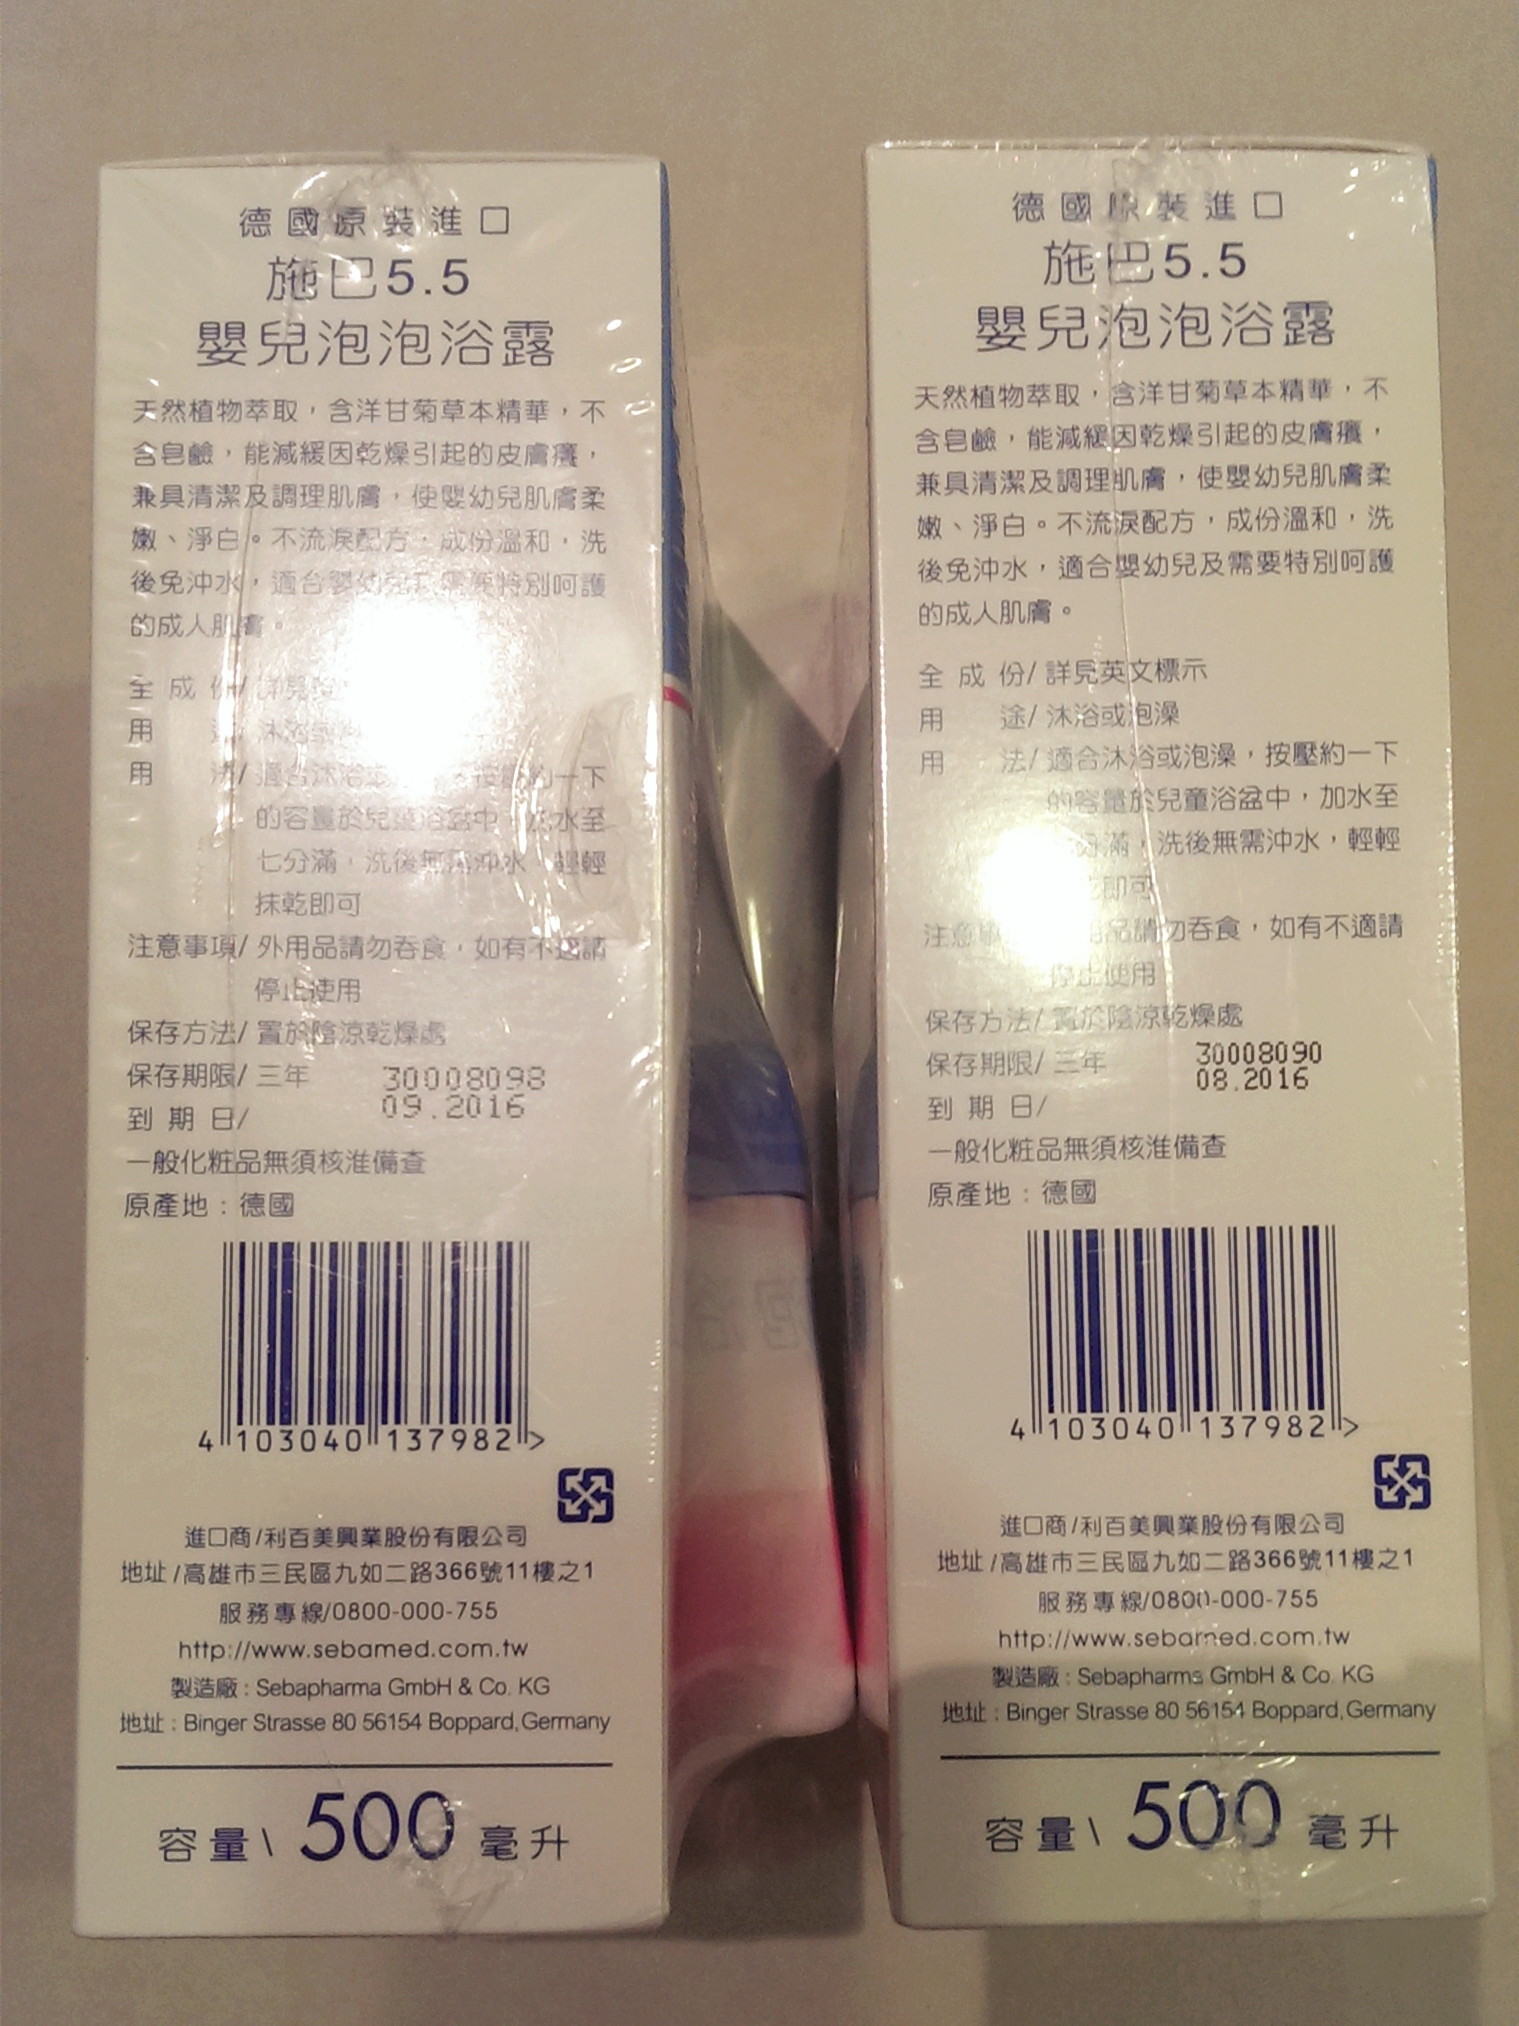 德國原裝進口
施巴5.5
嬰兒泡泡浴露
天然植物萃取，含洋甘菊草本精華，不
含皂鹼，能減緩因乾燥引起的皮膚癢，
兼具清潔及調理肌膚，使嬰幼兒肌膚柔
嫩、淨白。不流淚配方，成份溫和，洗
後免沖水，適合嬰幼兒及需要特別呵護
的成人肌膚。
全成份/
用途/ 沐浴
用法/ 適合沐浴 按壓約一下
的容量於兒童浴盆中，加水至
七分滿，洗後無需沖水，輕輕
抹乾即可
注意事項/ 外用品請勿吞食，如有不適請
停止使用
保存方法/ 置於陰涼乾燥處
保存期限/ 三年 30008098
到期日/ 09.2016
一般化粧品無須核准備查
原產地：德國
4 103040 137982 >
進口商/利百美興業股份有限公司
地址/高雄市三民區九如二路366號11樓之1
服務專線/0800-000-755
http://www.sebamed.com.tw
製造廠：Sebapharma GmbH & Co. KG
地址：Binger Strasse 80 56154 Boppard, Germany
容量\ 500 毫升
德國原裝進口
施巴5.5
嬰兒泡泡浴露
天然植物萃取，含洋甘菊草本精華，不
含皂鹼，能減緩因乾燥引起的皮膚癢，
兼具清潔及調理肌膚，使嬰幼兒肌膚柔
嫩、淨白。不流淚配方，成份溫和，洗
後免沖水，適合嬰幼兒及需要特別呵護
的成人肌膚。
全成份/ 詳見英文標示
用途/ 沐浴或泡澡
用法/ 適合沐浴或泡澡，按壓約一下
的容量於兒童浴盆中，加水至
分滿，洗後無需沖水，輕輕
乾即可
注意事 用品請勿吞食，如有不適請
停止使用
保存方法/ 置於陰涼乾燥處
保存期限/ 三年 30008090
到期日/ 08.2016
一般化粧品無須核准備查
原產地：德國
4 103040 137982 >
進口商/利百美興業股份有限公司
地址/高雄市三民區九如二路366號11樓之1
服務專線/0800-000-755
http://www.sebamed.com.tw
製造廠：Sebapharma GmbH & Co. KG
地址：Binger Strasse 80 56154 Boppard, Germany
容量\ 500 毫升